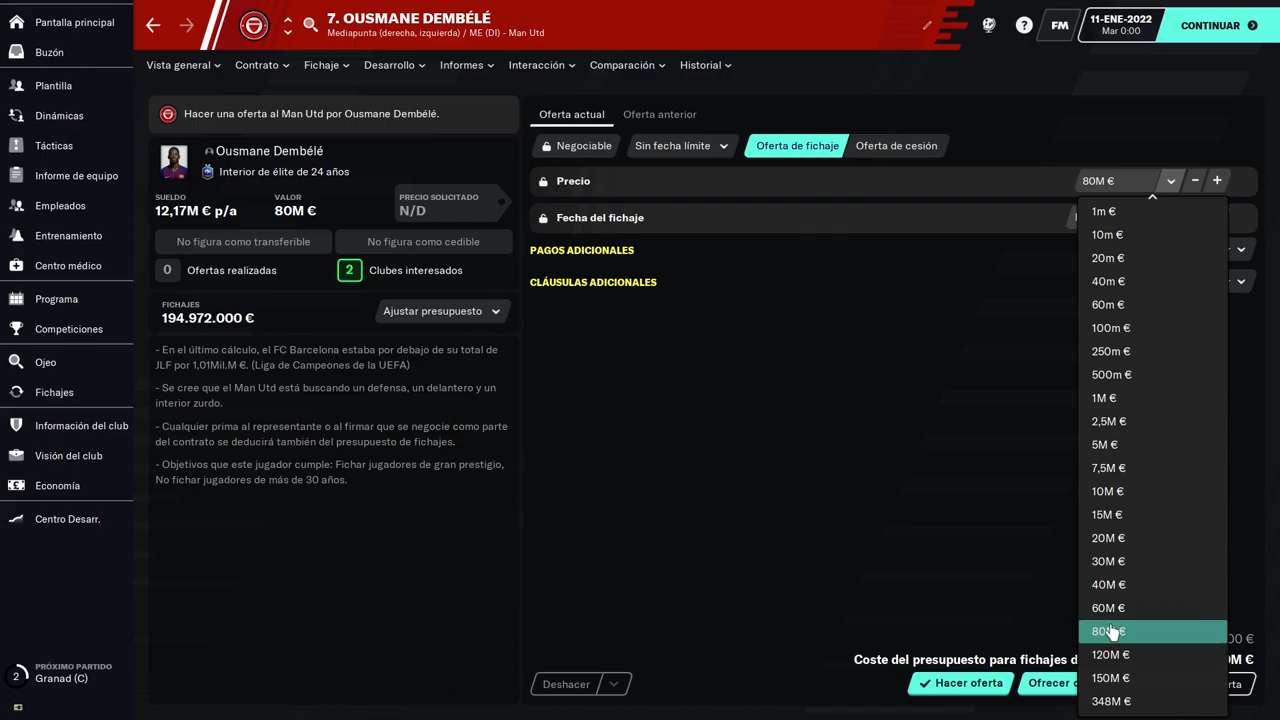 Pantalla principal
Buzón
Plantilla
Dinámicas
Tácticas
Informe de equipo
Empleados
Entrenamiento
Centro médico
Programa
Competiciones
Ojeo
Fichajes
Información del club
Visión del club
Economía
Centro Desarr.
2
PRÓXIMO PARTIDO
Granad (C)
7. OUSMANE DEMBÉLÉ
Mediapunta (derecha, izquierda) / ME (DI) - Man Utd
?
FM
11-ENE-2022
Mar 0:00
CONTINUAR
Vista general
Contrato
Fichaje
Desarrollo
Informes
Interacción
Comparación
Historial
Hacer una oferta al Man Utd por Ousmane Dembélé.
Ousmane Dembélé
Interior de élite de 24 años
SUELDO
12,17M € p/a
VALOR
80M €
PRECIO SOLICITADO
N/D
No figura como transferible
No figura como cedible
0 Ofertas realizadas
2 Clubes interesados
FICHAJES
194.972.000 €
Ajustar presupuesto
- En el último cálculo, el FC Barcelona estaba por debajo de su total de
JLF por 1,01Mil.M €. (Liga de Campeones de la UEFA)
- Se cree que el Man Utd está buscando un defensa, un delantero y un
interior zurdo.
- Cualquier prima al representante o al firmar que se negocie como parte
del contrato se deducirá también del presupuesto de fichajes.
- Objetivos que este jugador cumple: Fichar jugadores de gran prestigio,
No fichar jugadores de más de 30 años.
Oferta actual
Oferta anterior
Negociable
Sin fecha límite
Oferta de fichaje
Oferta de cesión
Precio
80M €
- +
Fecha del fichaje
PAGOS ADICIONALES
CLÁUSULAS ADICIONALES
1m €
10m €
20m €
40m €
60m €
100m €
250m €
500m €
1M €
2,5M €
5M €
7,5M €
10M €
15M €
20M €
30M €
40M €
60M €
80M €
120M €
150M €
348M €
Coste del presupuesto para fichajes d
Deshacer
Hacer oferta
Ofrecer